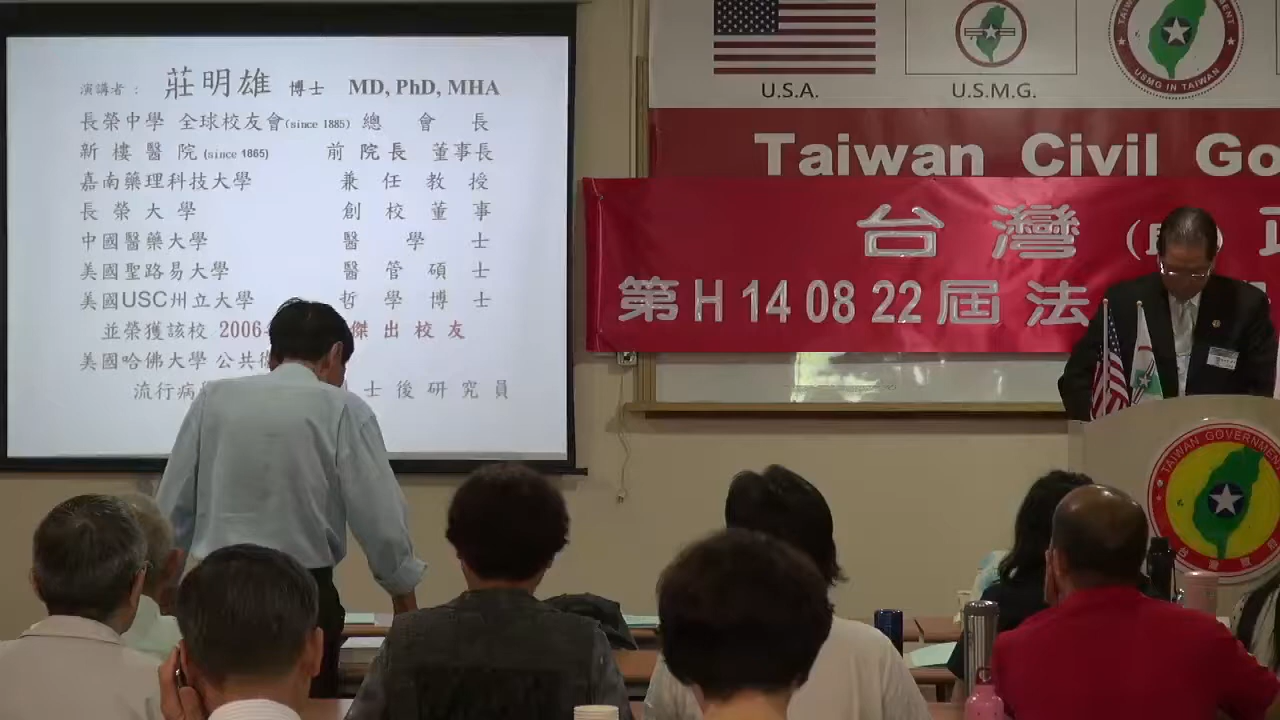 演講者： 莊明雄 博士 MD, PhD, MHA
長榮中學 全球校友會(since 1885) 總會長
新樓醫院 (since 1865) 前院長 董事長
嘉南藥理科技大學 兼任教授
長榮大學 創校董事
中國醫藥大學 醫學士
美國聖路易大學 醫管碩士
美國USC州立大學 哲學博士
並榮獲該校 2006 傑出校友
美國哈佛大學 公共
流行病 士後研究員
U.S.A.
U.S.M.G.
USMG IN TAIWAN
Taiwan Civil Go
台灣
第H 14 08 22屆 法
TAIWAN GOVERNMENT